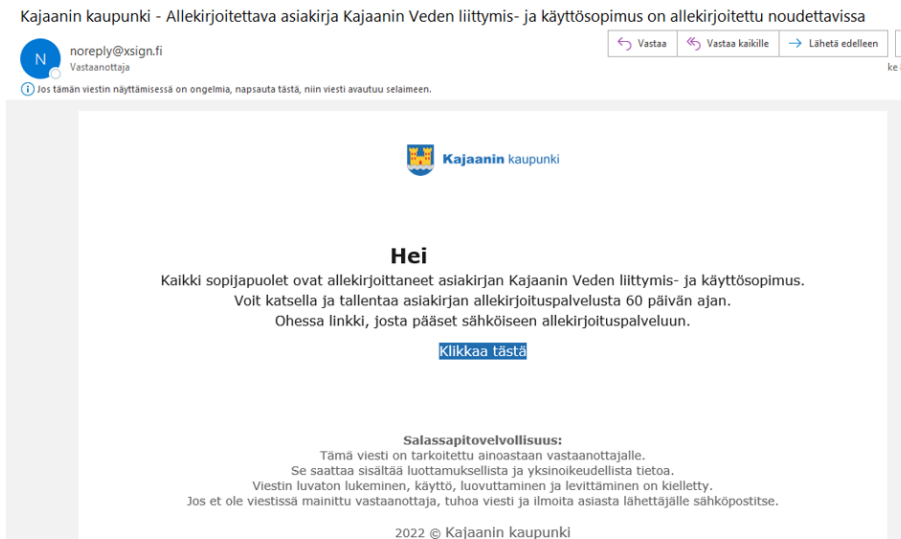 Kajaanin kaupunki - Allekirjoitettava asiakirja Kajaanin Veden liittymis- ja käyttösopimus on allekirjoitettu noudettavissa
N
noreply@xsign.fi
Vastaanottaja
Vastaa
Vastaa kaikille
Lähetä edelleen
ke
Jos tämän viestin näyttämisessä on ongelmia, napsauta tästä, niin viesti avautuu selaimeen.
Kajaanin kaupunki
Hei
Kaikki sopijapuolet ovat allekirjoittaneet asiakirjan Kajaanin Veden liittymis- ja käyttösopimus.
Voit katsella ja tallentaa asiakirjan allekirjoituspalvelusta 60 päivän ajan.
Ohessa linkki, josta pääset sähköiseen allekirjoituspalveluun.
Klikkaa tästä
Salassapitovelvollisuus:
Tämä viesti on tarkoitettu ainoastaan vastaanottajalle.
Se saattaa sisältää luottamuksellista ja yksinoikeudellista tietoa.
Viestin luvaton lukeminen, käyttö, luovuttaminen ja levittäminen on kielletty.
Jos et ole viestissä mainittu vastaanottaja, tuhoa viesti ja ilmoita asiasta lähettäjälle sähköpostitse.
2022 © Kajaanin kaupunki